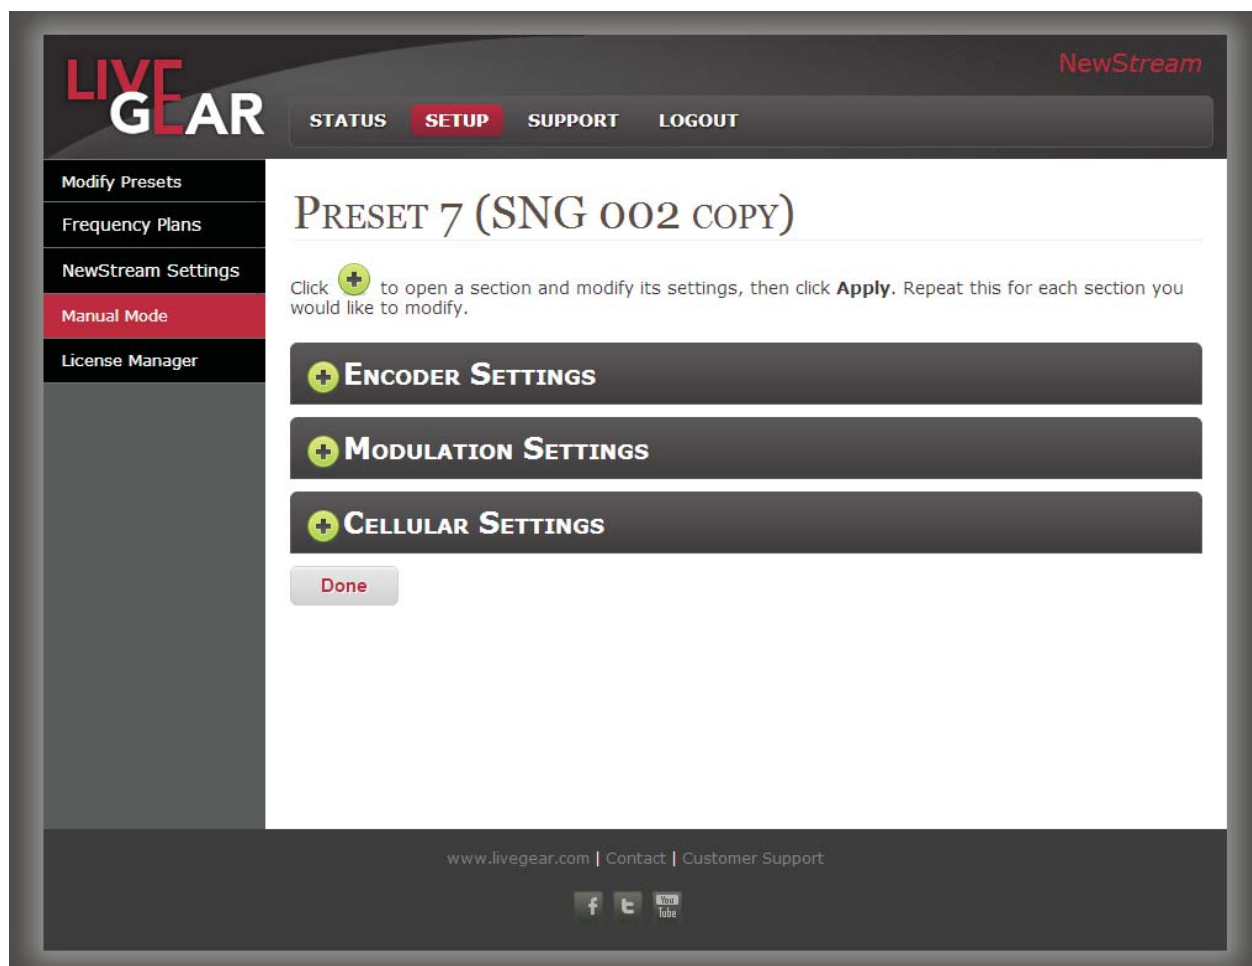 LIVE
GEAR
NewStream
STATUS SETUP SUPPORT LOGOUT
Modify Presets
Frequency Plans
NewStream Settings
Manual Mode
License Manager
PRESET 7 (SNG 002 COPY)
Click to open a section and modify its settings, then click Apply. Repeat this for each section you
would like to modify.
ENCODER SETTINGS
MODULATION SETTINGS
CELLULAR SETTINGS
Done
www.livegear.com | Contact | Customer Support
You
Tube